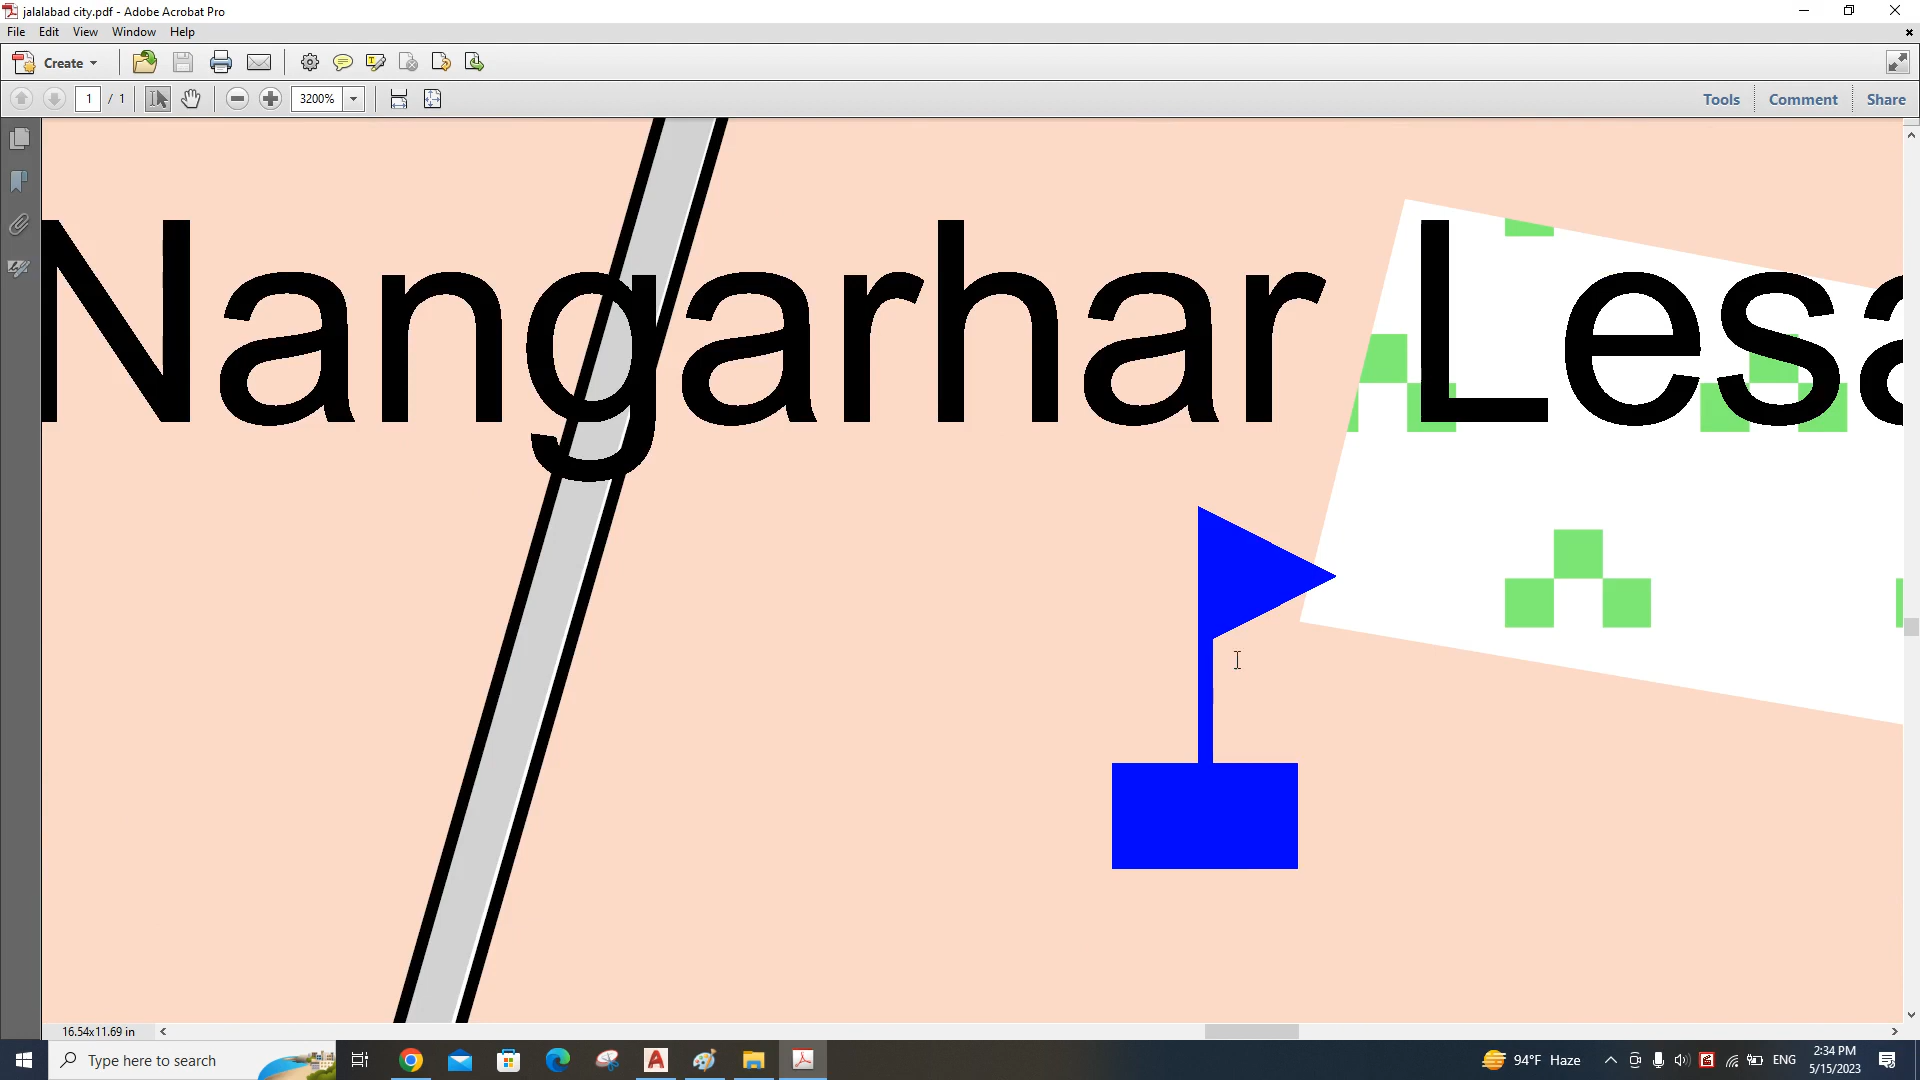 jalalabad city.pdf - Adobe Acrobat Pro
File Edit View Window Help
Create
1 / 1 3200% Tools Comment Share
Nangarhar Lesa
16.54x11.69 in
Type here to search 94°F Haze ENG 2:34 PM
5/15/2023